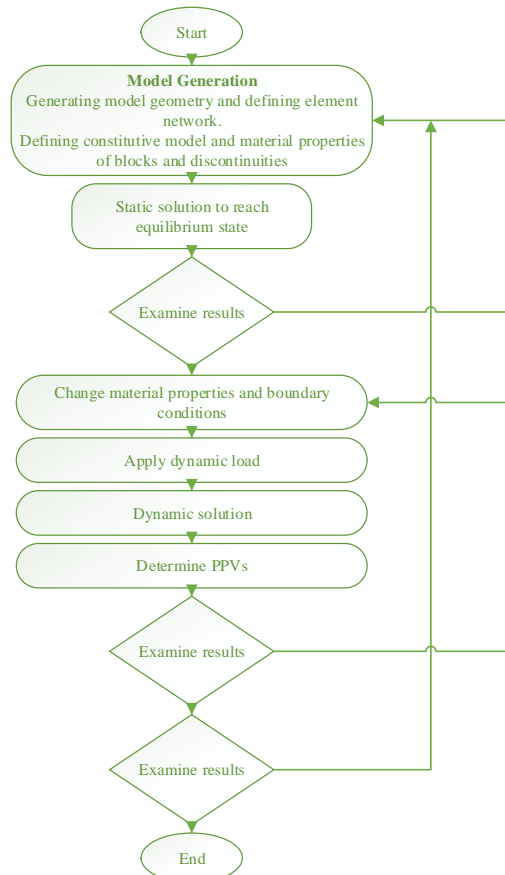 Start
Model Generation
Generating model geometry and defining element
network.
Defining constitutive model and material properties
of blocks and discontinuities
Static solution to reach
equilibrium state
Examine results
Change material properties and boundary
conditions
Apply dynamic load
Dynamic solution
Determine PPVs
Examine results
Examine results
End